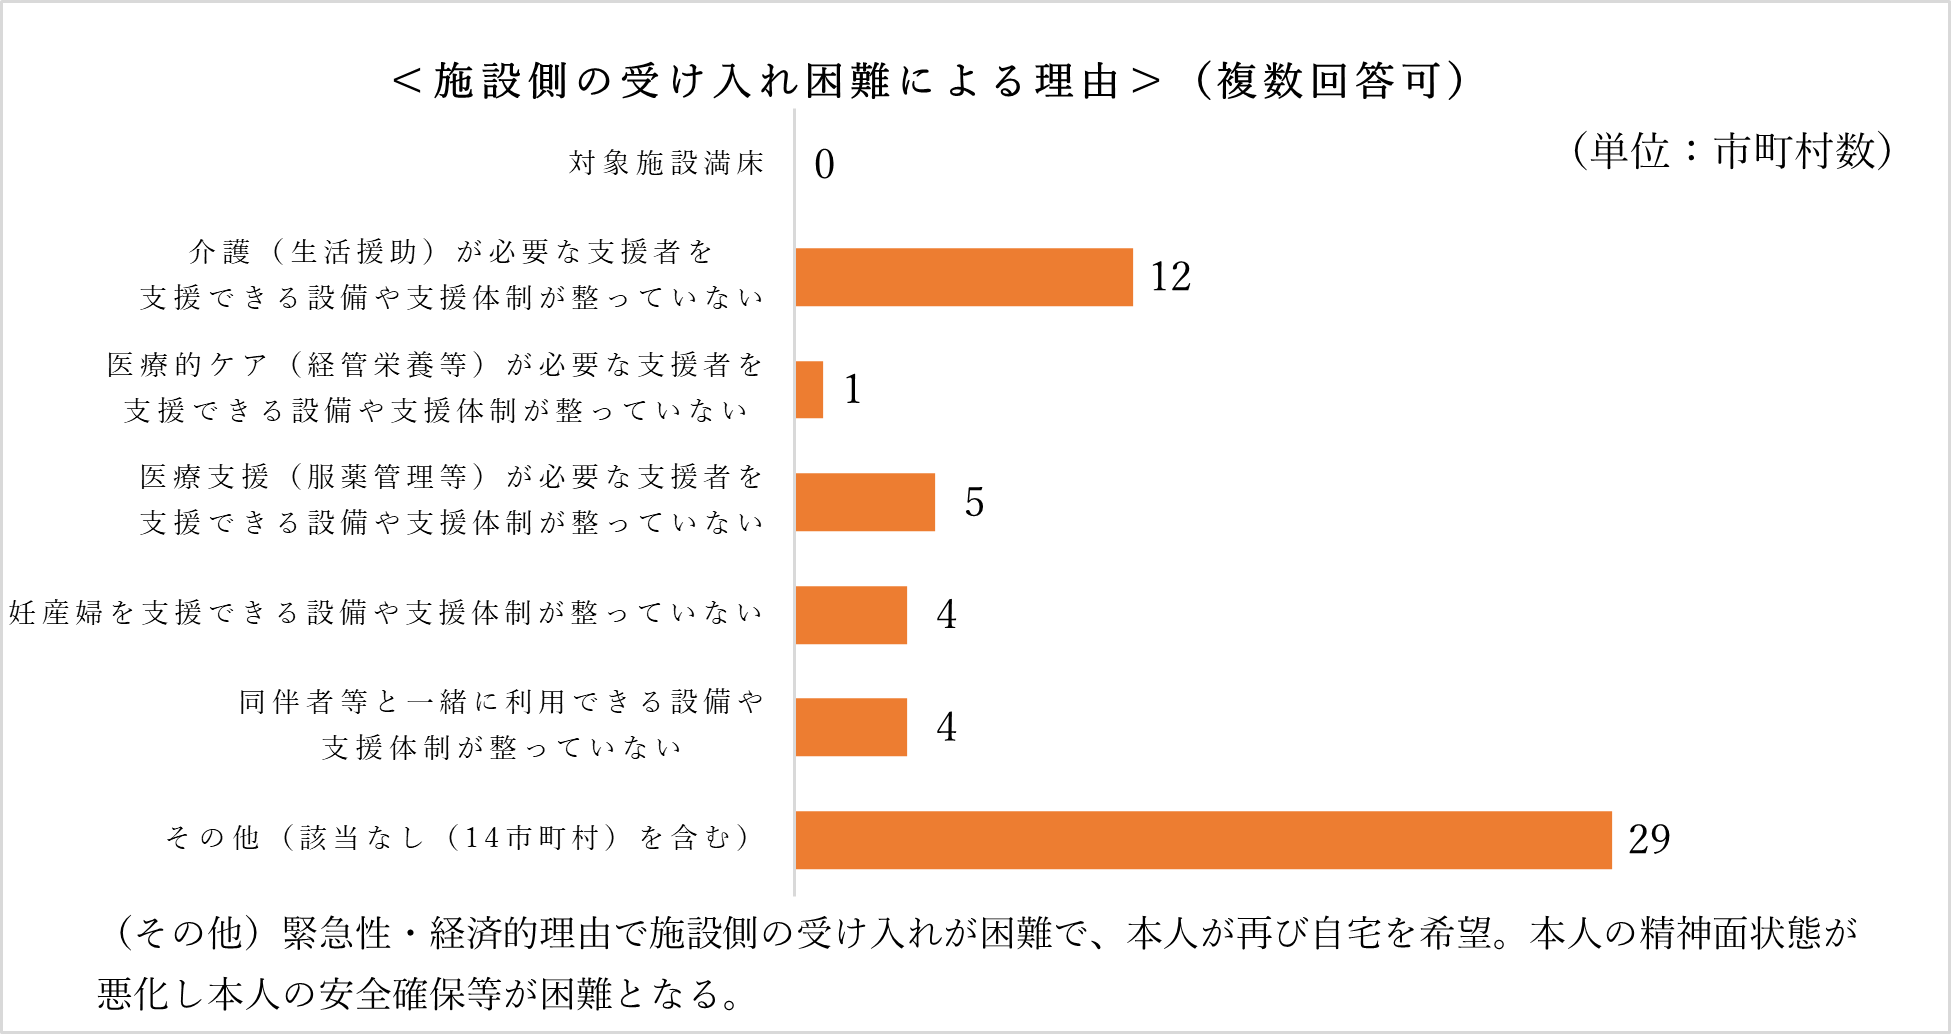 ＜施設側の受け入れ困難による理由＞（複数回答可）
（単位：市町村数）
対象施設満床
0
介護（生活援助）が必要な支援者を
支援できる設備や支援体制が整っていない
12
医療的ケア（経管栄養等）が必要な支援者を
支援できる設備や支援体制が整っていない
1
医療支援（服薬管理等）が必要な支援者を
支援できる設備や支援体制が整っていない
5
妊産婦を支援できる設備や支援体制が整っていない
4
同伴者等と一緒に利用できる設備や
支援体制が整っていない
4
その他（該当なし（14市町村）を含む）
29
（その他）緊急性・経済的理由で施設側の受け入れが困難で、本人が再び自宅を希望。本人の精神面状態が
悪化し本人の安全確保等が困難となる。